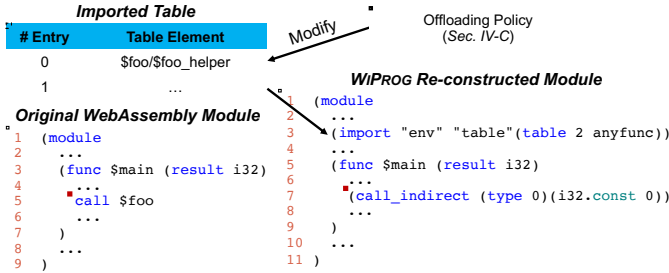 Imported Table
# Entry Table Element
0 $foo/$foo_helper
1 …
Modify
Offloading Policy
(Sec. IV-C)
Original WebAssembly Module
1 (module
2 ...
3 (func $main (result i32)
4 ...
5 call $foo
6 ...
7 )
8 ...
9 )
WIPROG Re-constructed Module
1 (module
2 ...
3 (import "env" "table"(table 2 anyfunc))
4 ...
5 (func $main (result i32)
6 ...
7 (call_indirect (type 0)(i32.const 0))
8 ...
9 )
10 ...
11 )